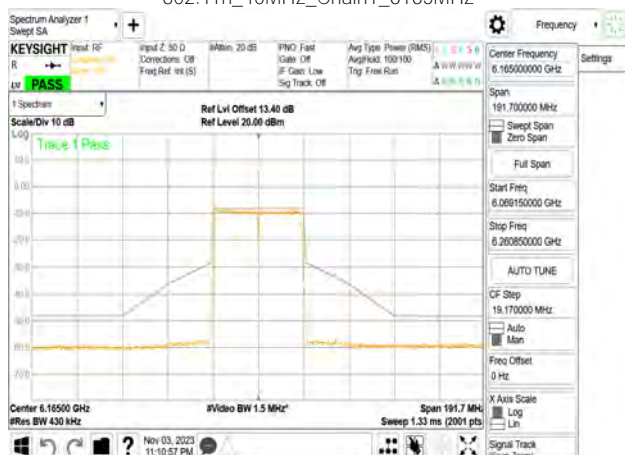 Spectrum Analyzer 1
Swept SA
Frequency
KEYSIGHT
Input: RF
Input Z: 50 Ω
Corrections: Off
Freq Ref: Int (S)
#Atten: 20 dB
PNO: Fast
Gate: Off
IF Gain: Low
Sig Track: Off
Avg Type: Power (RMS)
Avg|Hold: 100/100
Trig: Free Run
PASS
1 Spectrum
Scale/Div 10 dB
Ref Lvl Offset 13.40 dB
Ref Level 20.00 dBm
Log
Trace 1 Pass
Center 6.16500 GHz
#Res BW 430 kHz
#Video BW 1.5 MHz*
Span 191.7 MHz
Sweep 1.33 ms (2001 pts)
Nov 03, 2023
11:10:57 PM
Center Frequency
6.165000000 GHz
Settings
Span
191.700000 MHz
Swept Span
Zero Span
Full Span
Start Freq
6.069150000 GHz
Stop Freq
6.260850000 GHz
AUTO TUNE
CF Step
19.170000 MHz
Auto
Man
Freq Offset
0 Hz
X Axis Scale
Log
Lin
Signal Track